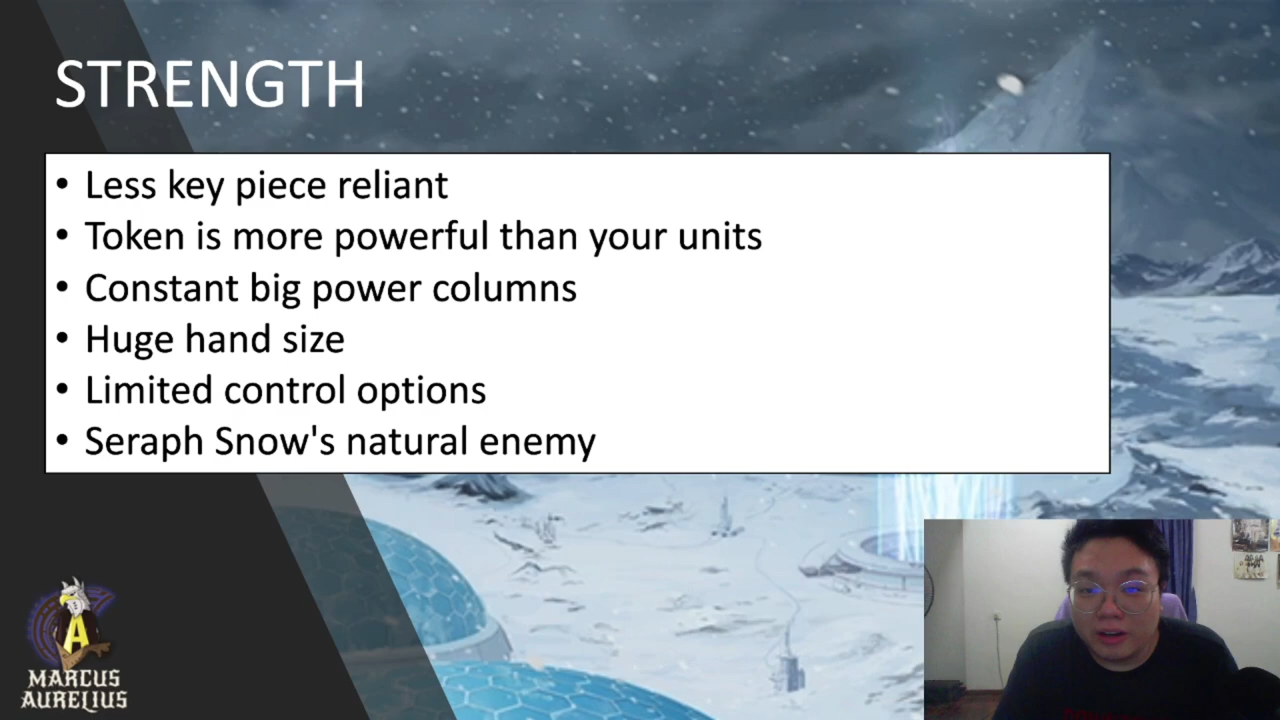 STRENGTH
• Less key piece reliant
• Token is more powerful than your units
• Constant big power columns
• Huge hand size
• Limited control options
• Seraph Snow's natural enemy
A
MARCUS
AURELIUS